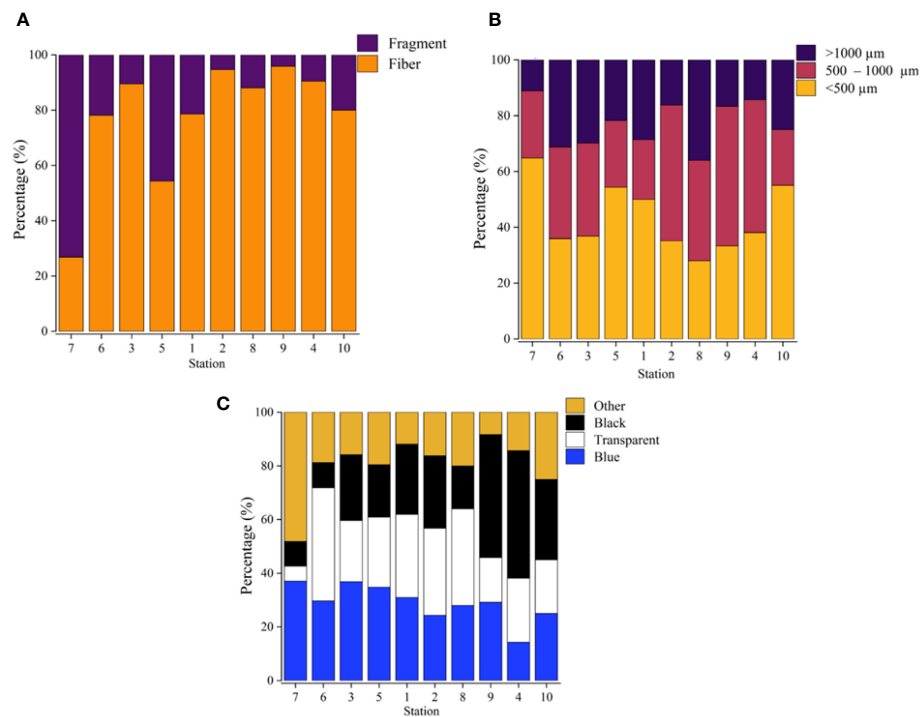 A
Fragment
Fiber
Percentage (%)
100
80
60
40
20
0
7 6 3 5 1 2 8 9 4 10
Station
B
>1000 µm
500 – 1000 µm
<500 µm
Percentage (%)
100
80
60
40
20
0
7 6 3 5 1 2 8 9 4 10
Station
C
Other
Black
Transparent
Blue
Percentage (%)
100
80
60
40
20
0
7 6 3 5 1 2 8 9 4 10
Station